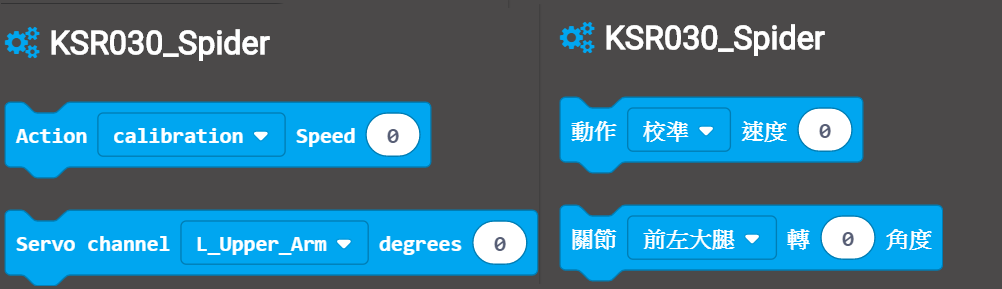 KSR030_Spider
Action calibration Speed 0
Servo channel L_Upper_Arm degrees 0
KSR030_Spider
動作 校準 速度 0
關節 前左大腿 轉 0 角度